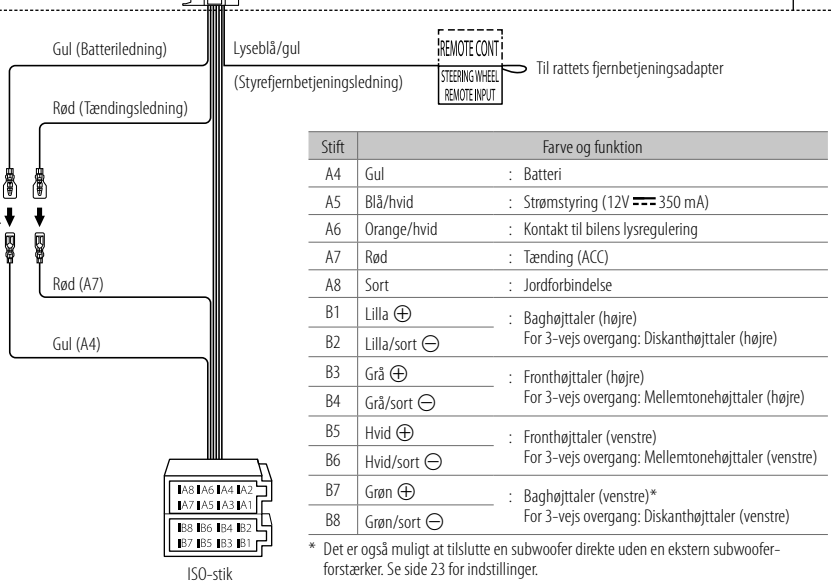 Gul (Batteriledning)
Lyseblå/gul
(Styrefjernbetjeningsledning)
REMOTE CONT
STEERING WHEEL
REMOTE INPUT
Til rattets fjernbetjeningsadapter
Rød (Tændingsledning)
Rød (A7)
Gul (A4)
Stift Farve og funktion
A4 Gul : Batteri
A5 Blå/hvid : Strømstyring (12V ⎓ 350 mA)
A6 Orange/hvid : Kontakt til bilens lysregulering
A7 Rød : Tænding (ACC)
A8 Sort : Jordforbindelse
B1 Lilla ⊕ : Baghøjttaler (højre)
B2 Lilla/sort ⊖ For 3-vejs overgang: Diskanthøjttaler (højre)
B3 Grå ⊕ : Fronthøjttaler (højre)
B4 Grå/sort ⊖ For 3-vejs overgang: Mellemtonehøjttaler (højre)
B5 Hvid ⊕ : Fronthøjttaler (venstre)
B6 Hvid/sort ⊖ For 3-vejs overgang: Mellemtonehøjttaler (venstre)
B7 Grøn ⊕ : Baghøjttaler (venstre)*
B8 Grøn/sort ⊖ For 3-vejs overgang: Diskanthøjttaler (venstre)
* Det er også muligt at tilslutte en subwoofer direkte uden en ekstern subwoofer-
forstærker. Se side 23 for indstillinger.
A8 A6 A4 A2
A7 A5 A3 A1
B8 B6 B4 B2
B7 B5 B3 B1
ISO-stik